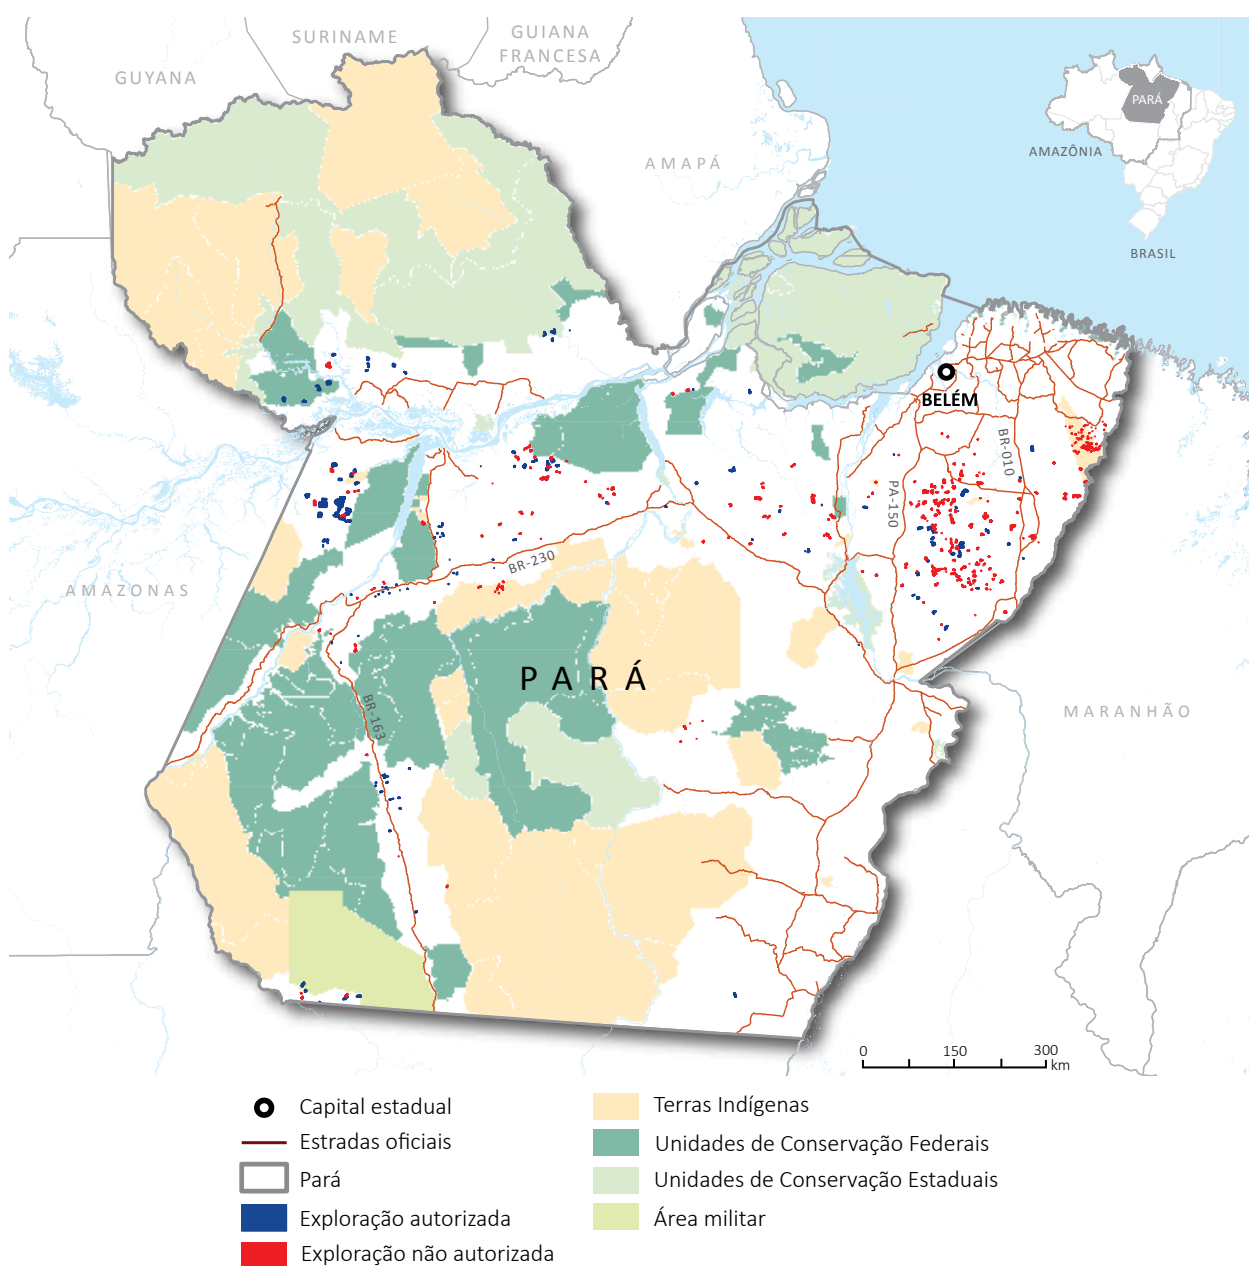 SURINAME
GUIANA
FRANCESA
GUYANA
AMAPÁ
PARÁ
AMAZÔNIA
BRASIL
BELÉM
BR-010
PA-150
BR-230
AMAZONAS
PARÁ
BR-163
MARANHÃO
0 150 300
km
Capital estadual
Estradas oficiais
Pará
Exploração autorizada
Exploração não autorizada
Terras Indígenas
Unidades de Conservação Federais
Unidades de Conservação Estaduais
Área militar